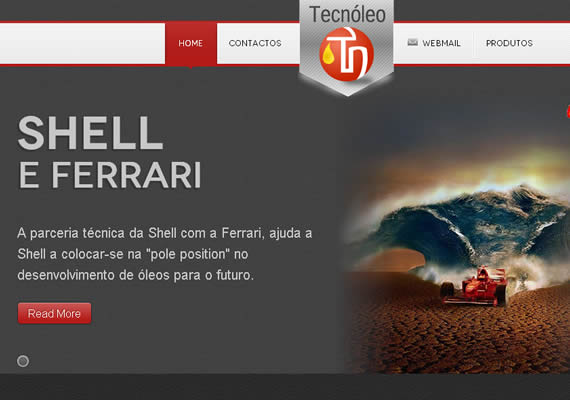 Tecnóleo
Tn
HOME
CONTACTOS
WEBMAIL
PRODUTOS
SHELL
E FERRARI
A parceria técnica da Shell com a Ferrari, ajuda a
Shell a colocar-se na "pole position" no
desenvolvimento de óleos para o futuro.
Read More